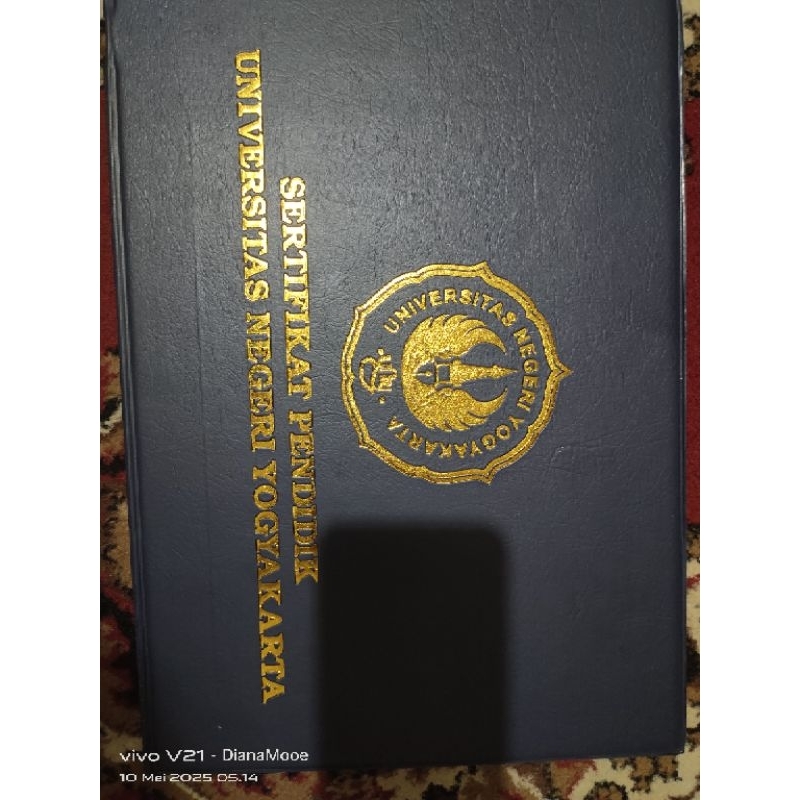 UNIVERSITAS NEGERI YOGYAKARTA
SERTIFIKAT PENDIDIK
UNIVERSITAS NEGERI YOGYAKARTA
vivo V21 - DianaMooe
10 Mei 2025 05.14